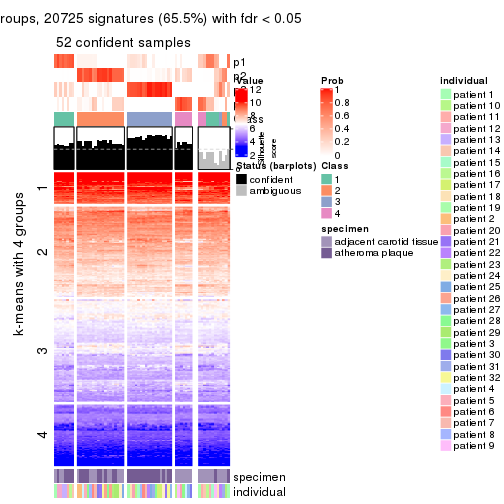 roups, 20725 signatures (65.5%) with fdr < 0.05
52 confident samples
p1
p2
Value
12
10
8
6
4
2
silhouette
score
Prob
1
0.8
0.6
0.4
0.2
0
Status (barplots)
confident
ambiguous
Class
1
2
3
4
specimen
adjacent carotid tissue
atheroma plaque
individual
patient 1
patient 10
patient 11
patient 12
patient 13
patient 14
patient 15
patient 16
patient 17
patient 18
patient 19
patient 2
patient 20
patient 21
patient 22
patient 23
patient 24
patient 25
patient 26
patient 27
patient 28
patient 29
patient 3
patient 30
patient 31
patient 32
patient 4
patient 5
patient 6
patient 7
patient 8
patient 9
k-means with 4 groups
1
2
3
4
specimen
individual